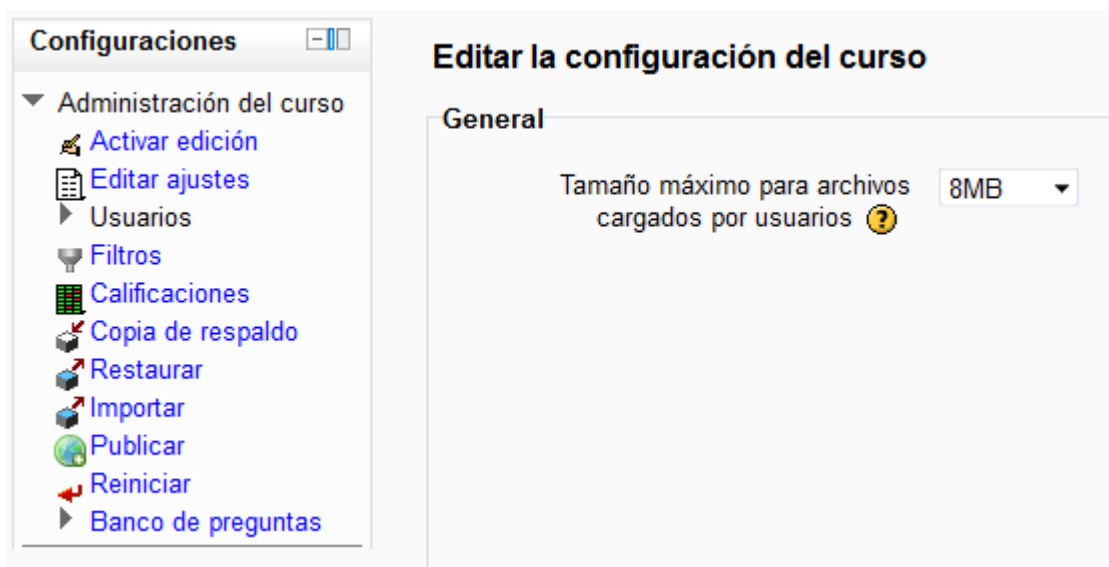 Configuraciones
Administración del curso
Activar edición
Editar ajustes
Usuarios
Filtros
Calificaciones
Copia de respaldo
Restaurar
Importar
Publicar
Reiniciar
Banco de preguntas
Editar la configuración del curso
General
Tamaño máximo para archivos
cargados por usuarios ?
8MB